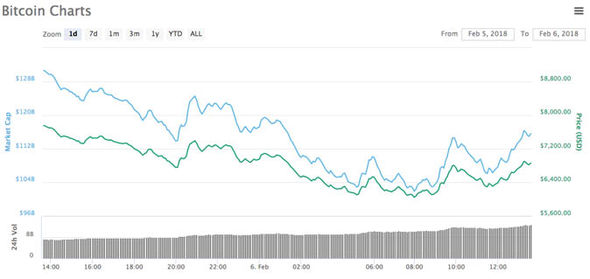 Bitcoin Charts
Zoom 1d 7d 1m 3m 1y YTD ALL From Feb 5, 2018 To Feb 6, 2018
$128B $8,800.00
$120B $8,000.00
$112B $7,200.00
$104B $6,400.00
$96B $5,600.00
Market Cap
Price (USD)
24h Vol
8B
0
14:00 16:00 18:00 20:00 22:00 6. Feb 02:00 06:00 08:00 10:00 12:00